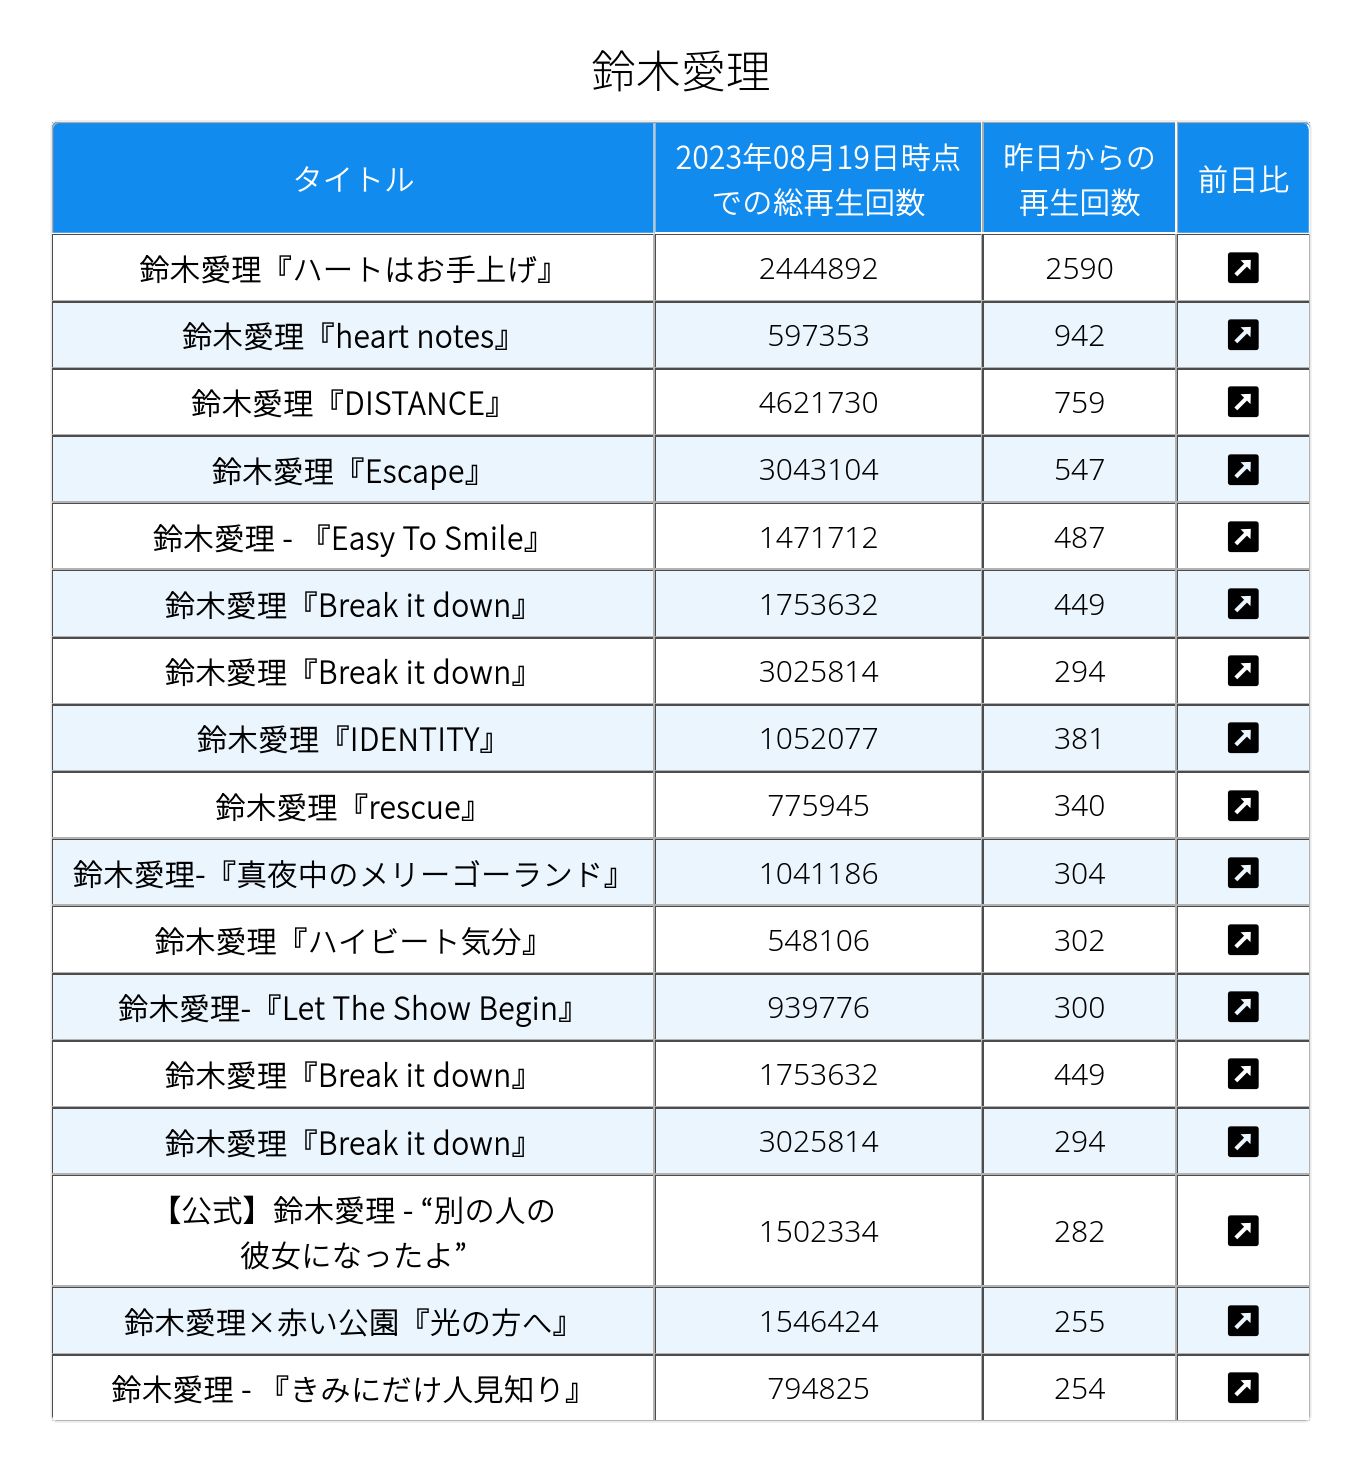 鈴木愛理
タイトル
2023年08月19日時点
での総再生回数
昨日からの
再生回数
前日比
鈴木愛理『ハートはお手上げ』 2444892 2590
鈴木愛理『heart notes』 597353 942
鈴木愛理『DISTANCE』 4621730 759
鈴木愛理『Escape』 3043104 547
鈴木愛理 - 『Easy To Smile』 1471712 487
鈴木愛理『Break it down』 1753632 449
鈴木愛理『Break it down』 3025814 294
鈴木愛理『IDENTITY』 1052077 381
鈴木愛理『rescue』 775945 340
鈴木愛理-『真夜中のメリーゴーランド』 1041186 304
鈴木愛理『ハイビート気分』 548106 302
鈴木愛理-『Let The Show Begin』 939776 300
鈴木愛理『Break it down』 1753632 449
鈴木愛理『Break it down』 3025814 294
【公式】鈴木愛理 - “別の人の
彼女になったよ” 1502334 282
鈴木愛理×赤い公園『光の方へ』 1546424 255
鈴木愛理 - 『きみにだけ人見知り』 794825 254